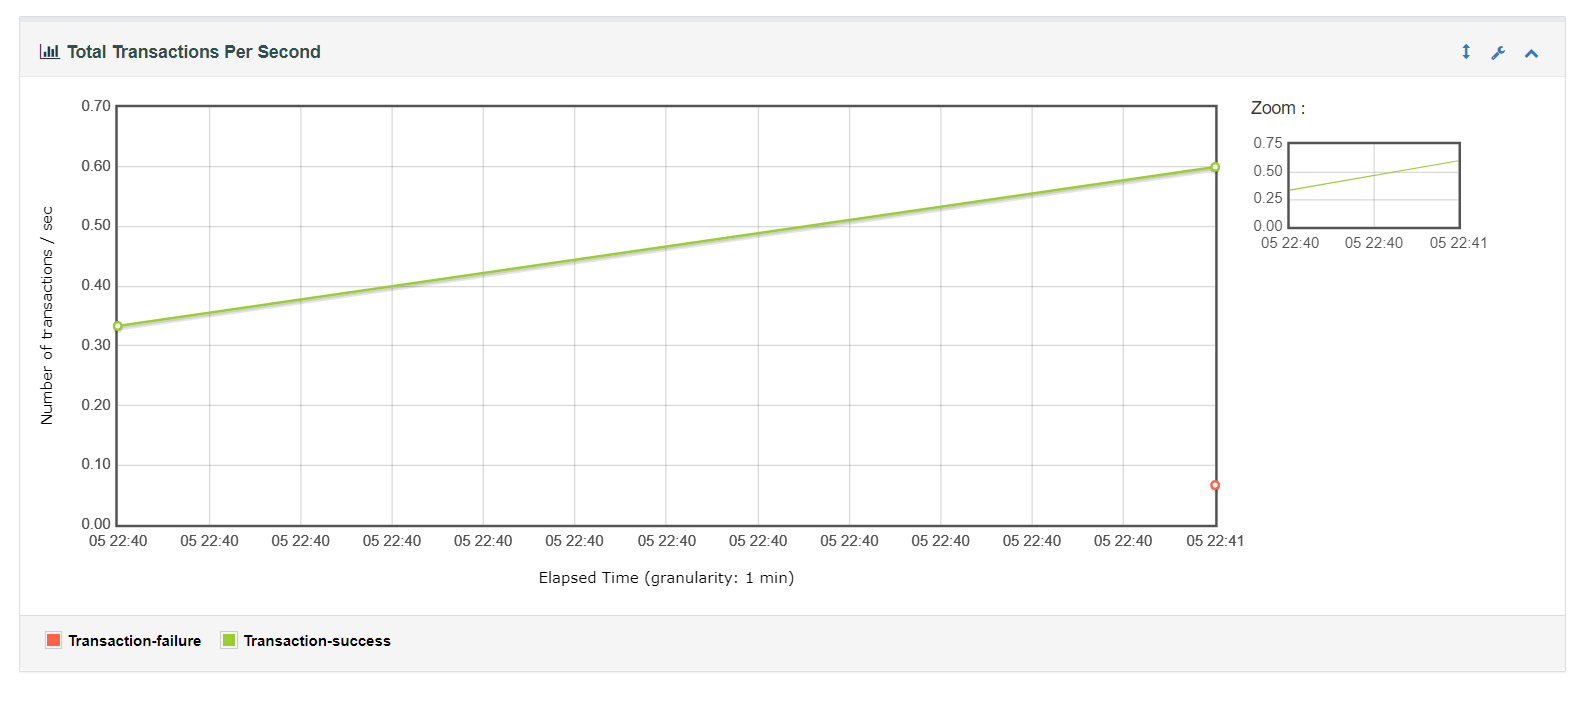 Total Transactions Per Second
0.70
0.60
0.50
0.40
0.30
0.20
0.10
0.00
Number of transactions / sec
05 22:40 05 22:40 05 22:40 05 22:40 05 22:40 05 22:40 05 22:40 05 22:40 05 22:40 05 22:40 05 22:40 05 22:40 05 22:41
Elapsed Time (granularity: 1 min)
Zoom :
0.75
0.50
0.25
0.00
05 22:40 05 22:40 05 22:41
Transaction-failure Transaction-success